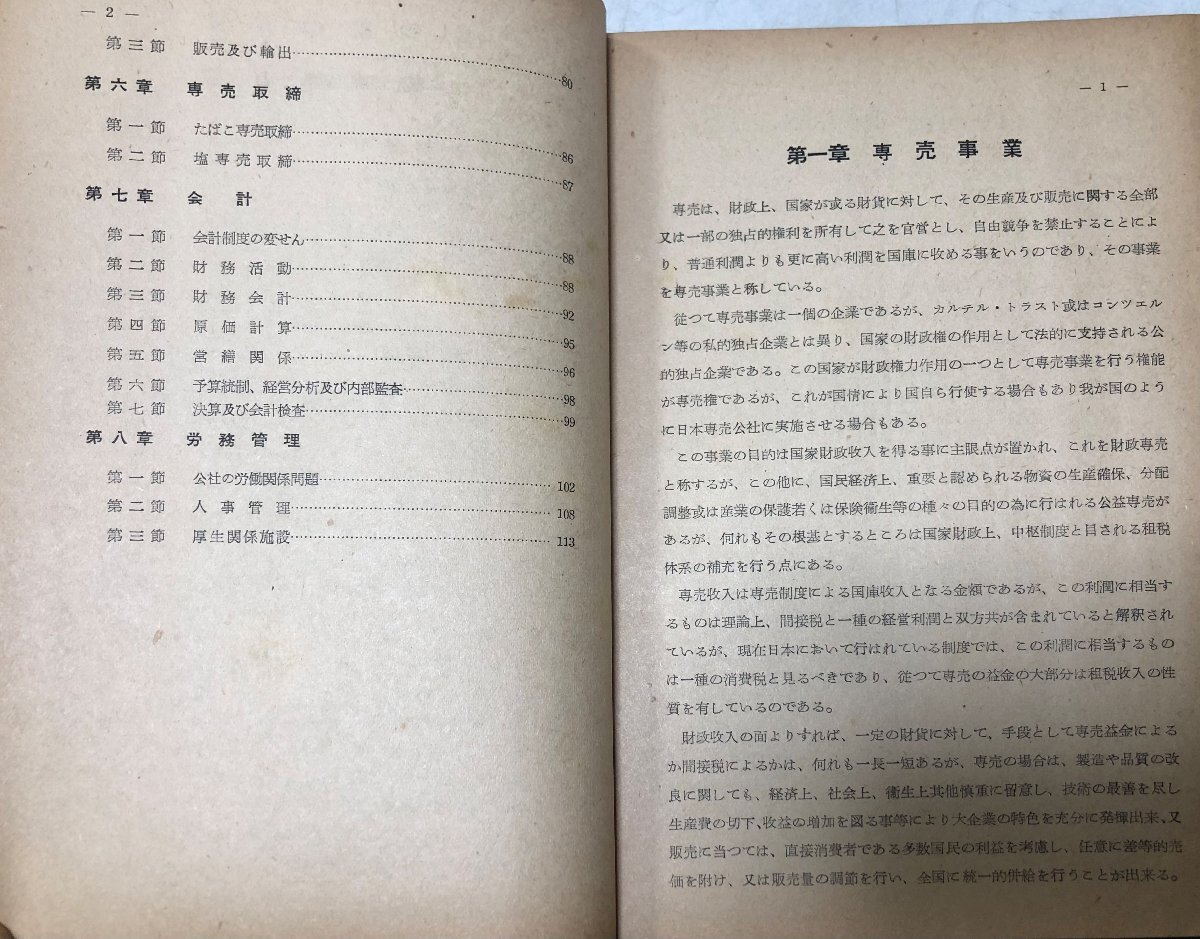 — 2 —
第三節 販売及び輸出…………80
第六章 専売取締
第一節 たばこ専売取締…………86
第二節 塩専売取締…………87
第七章 会計
第一節 会計制度の変せん…………88
第二節 財務活動…………88
第三節 財務会計…………92
第四節 原価計算…………95
第五節 営繕関係…………96
第六節 予算統制、経営分析及び内部監査…………98
第七節 決算及び会計検査…………99
第八章 労務管理
第一節 公社の労働関係問題…………102
第二節 人事管理…………108
第三節 厚生関係施設…………113
— 1 —
第一章 専売事業
専売は、財政上、国家が或る財貨に対して、その生産及び販売に関する全部
又は一部の独占的権利を所有して之を官営とし、自由競争を禁止することによ
り、普通利潤よりも更に高い利潤を国庫に収める事をいうのであり、その事業
を専売事業と称している。
従つて専売事業は一個の企業であるが、カルテル・トラスト或はコンツェル
ン等の私的独占企業とは異り、国家の財政権の作用として法的に支持される公
的独占企業である。この国家が財政権力作用の一つとして専売事業を行う権能
が専売権であるが、これが国情により国自ら行使する場合もあり我が国のよう
に日本専売公社に実施させる場合もある。
この事業の目的は国家財政収入を得る事に主眼点が置かれ、これを財政専売
と称するが、この他に、国民経済上、重要と認められる物資の生産確保、分配
調整或は産業の保護若くは保険衛生等の種々の目的の為に行はれる公益専売が
あるが、何れもその根基とするところは国家財政上、中枢制度と目される租税
体系の補充を行う点にある。
専売収入は専売制度による国庫収入となる金額であるが、この利潤に相当す
るものは理論上、間接税と一種の経営利潤と双方共が含まれていると解釈され
ているが、現在日本において行はれている制度では、この利潤に相当するもの
は一種の消費税と見るべきであり、従つて専売の益金の大部分は租税収入の性
質を有しているのである。
財政収入の面よりすれば、一定の財貨に対して、手段として専売益金による
か間接税によるかは、何れも一長一短あるが、専売の場合は、製造や品質の改
良に関しても、経済上、社会上、衛生上其他慎重に留意し、技術の最善を尽し
生産費の切下、収益の増加を図る事等により大企業の特色を充分に発揮出来、又
販売に当つては、直接消費者である多数国民の利益を考慮し、任意に差等的売
価を附け、又は販売量の調節を行い、全国に統一的併給を行うことが出来る。